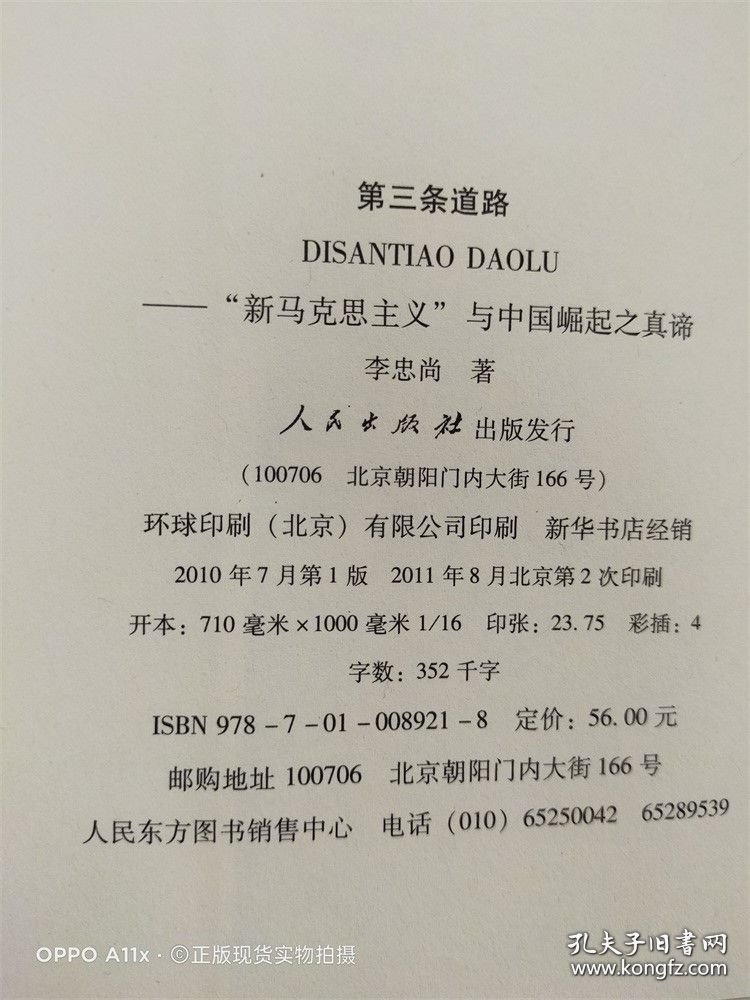 第三条道路
DISANTIAO DAOLU
——“新马克思主义”与中国崛起之真谛
李忠尚 著
人民出版社 出版发行
(100706 北京朝阳门内大街166号)
环球印刷(北京)有限公司印刷 新华书店经销
2010年7月第1版 2011年8月北京第2次印刷
开本:710毫米×1000毫米1/16 印张:23.75 彩插:4
字数:352千字
ISBN 978-7-01-008921-8 定价:56.00元
邮购地址100706 北京朝阳门内大街166号
人民东方图书销售中心 电话(010)65250042 65289539
OPPO A11x · ©正版现货实物拍摄
孔夫子旧书网
www.kongfz.com